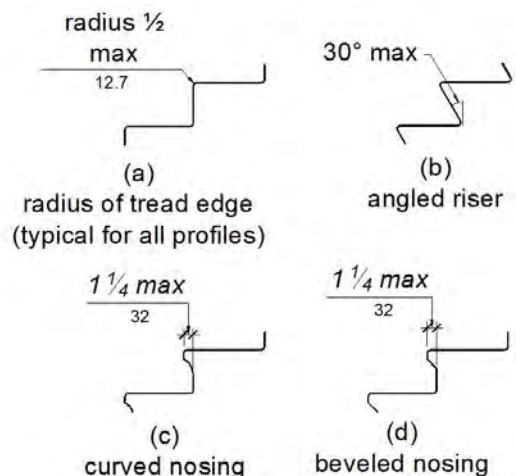 radius ½
max
12.7
(a)
radius of tread edge
(typical for all profiles)
30° max
(b)
angled riser
1 ¼ max
32
(c)
curved nosing
1 ¼ max
32
(d)
beveled nosing